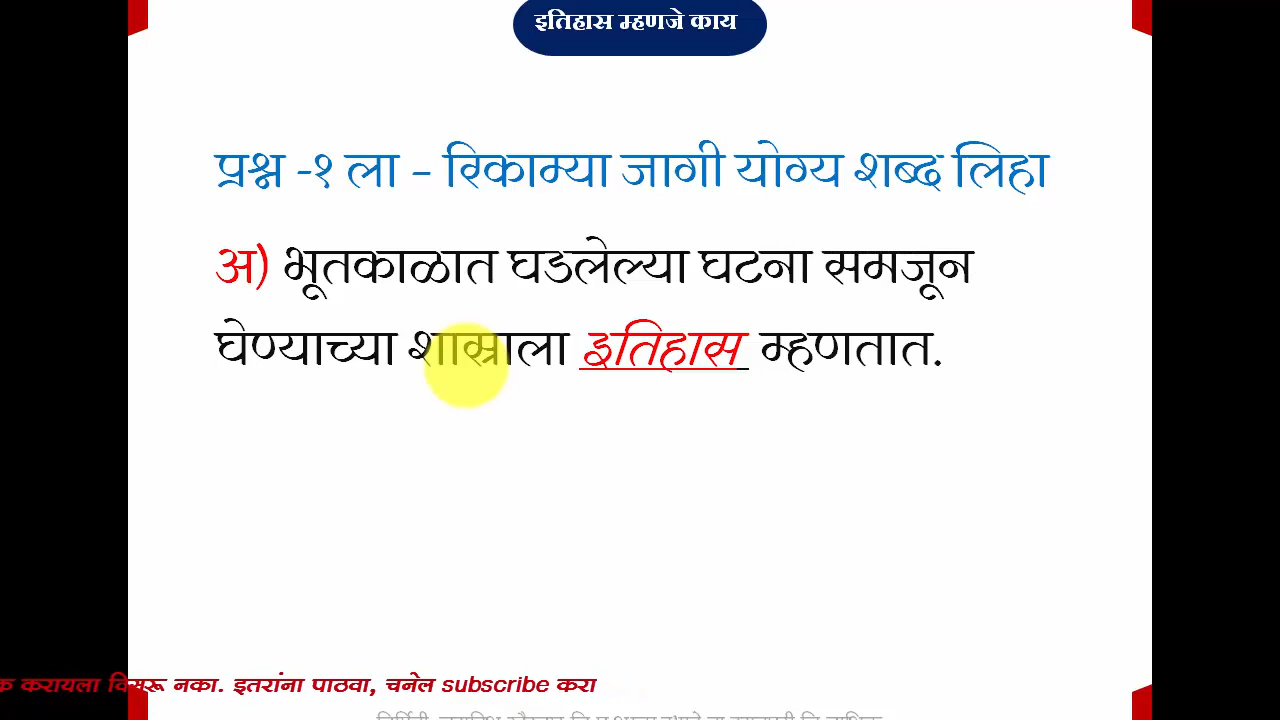 इतिहास म्हणजे काय
प्रश्न -१ ला - रिकाम्या जागी योग्य शब्द लिहा
अ) भूतकाळात घडलेल्या घटना समजून
घेण्याच्या शास्त्राला इतिहास म्हणतात.
करायला विसरू नका. इतरांना पाठवा, चनेल subscribe करा